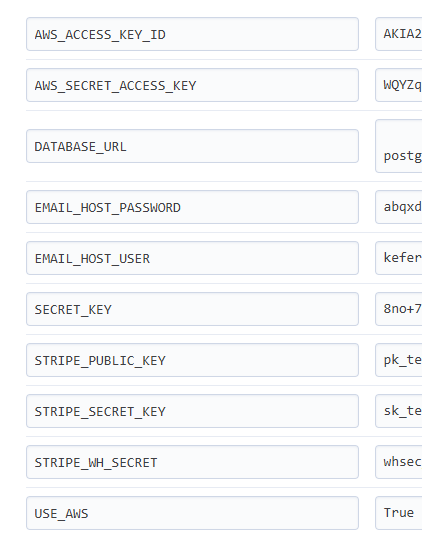 AWS_ACCESS_KEY_ID AKIA2
AWS_SECRET_ACCESS_KEY WQYZq
DATABASE_URL postg
EMAIL_HOST_PASSWORD abqxd
EMAIL_HOST_USER kefer
SECRET_KEY 8no+7
STRIPE_PUBLIC_KEY pk_te
STRIPE_SECRET_KEY sk_te
STRIPE_WH_SECRET whsec
USE_AWS True